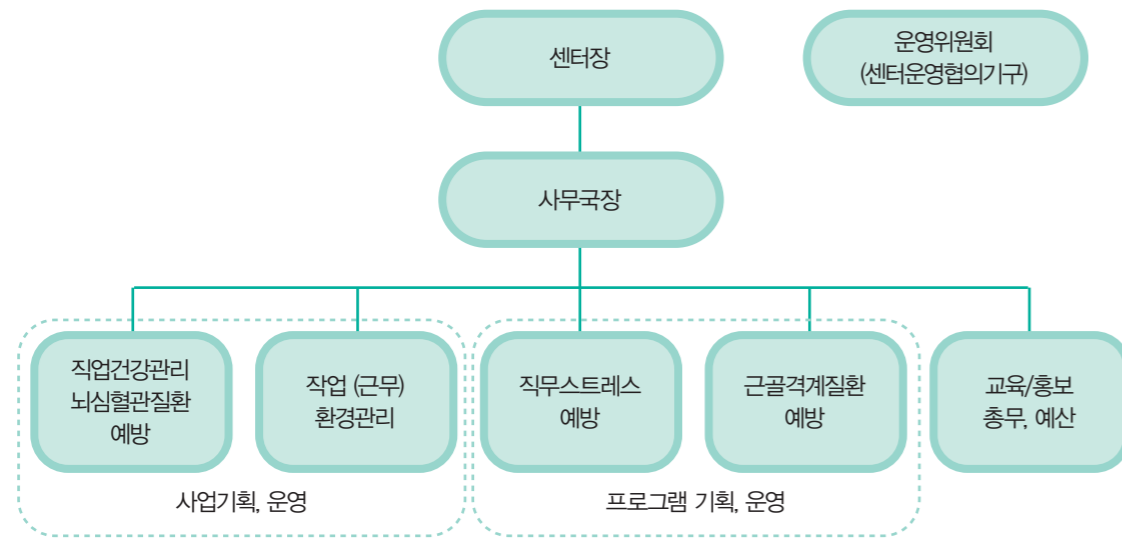 센터장
운영위원회
(센터운영협의기구)
사무국장
직업건강관리
뇌심혈관질환
예방
작업 (근무)
환경관리
직무스트레스
예방
근골격계질환
예방
교육/홍보
총무, 예산
사업기획, 운영
프로그램 기획, 운영